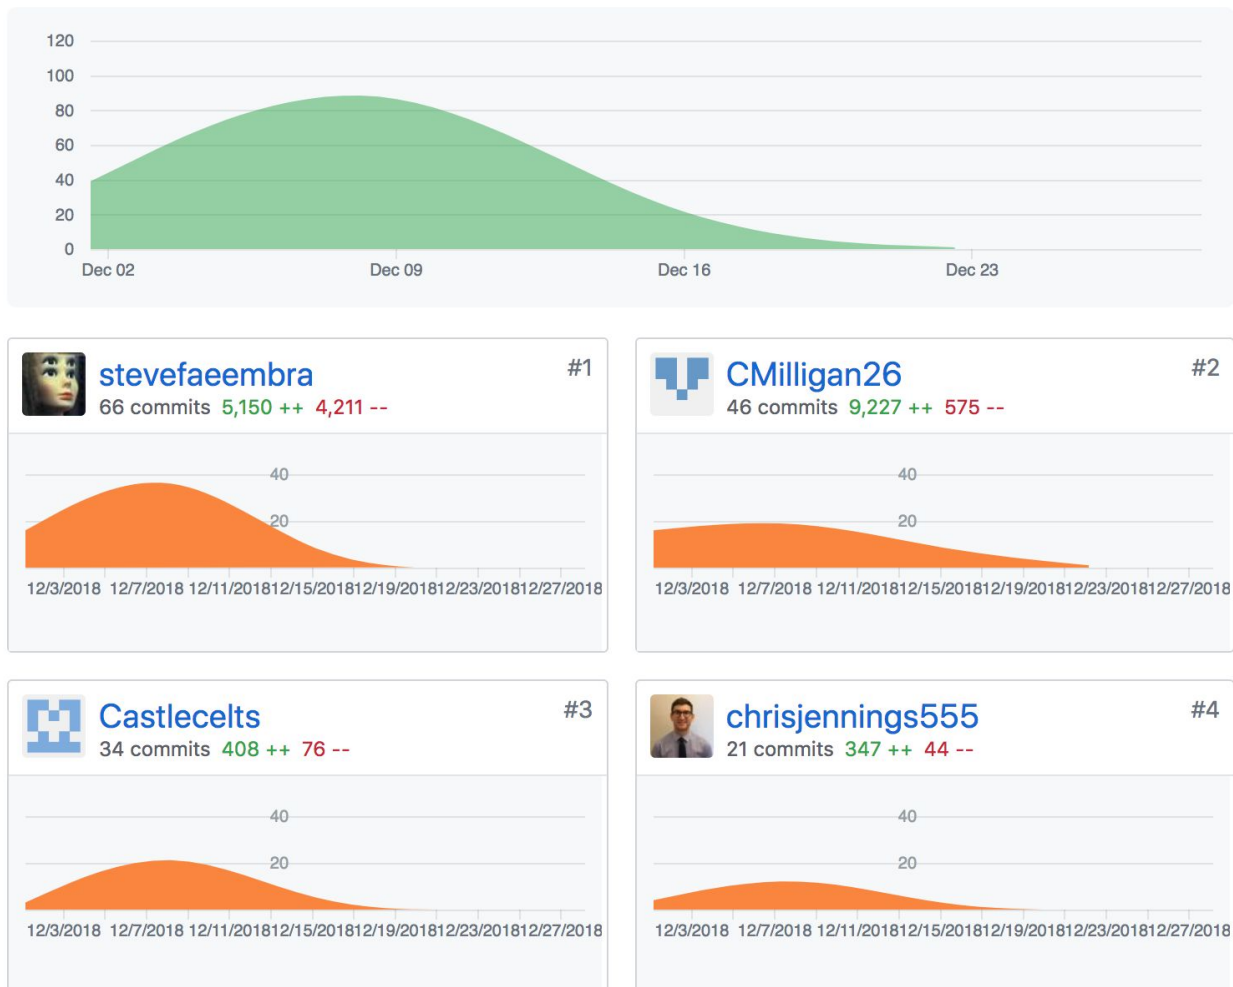 120
100
80
60
40
20
0
Dec 02 Dec 09 Dec 16 Dec 23
stevefaeembra #1
66 commits 5,150 ++ 4,211 --
40
20
12/3/2018 12/7/2018 12/11/2018 12/15/2018 12/19/2018 12/23/2018 12/27/2018
CMilligan26 #2
46 commits 9,227 ++ 575 --
40
20
12/3/2018 12/7/2018 12/11/2018 12/15/2018 12/19/2018 12/23/2018 12/27/2018
Castlecelts #3
34 commits 408 ++ 76 --
40
20
12/3/2018 12/7/2018 12/11/2018 12/15/2018 12/19/2018 12/23/2018 12/27/2018
chrisjennings555 #4
21 commits 347 ++ 44 --
40
20
12/3/2018 12/7/2018 12/11/2018 12/15/2018 12/19/2018 12/23/2018 12/27/2018